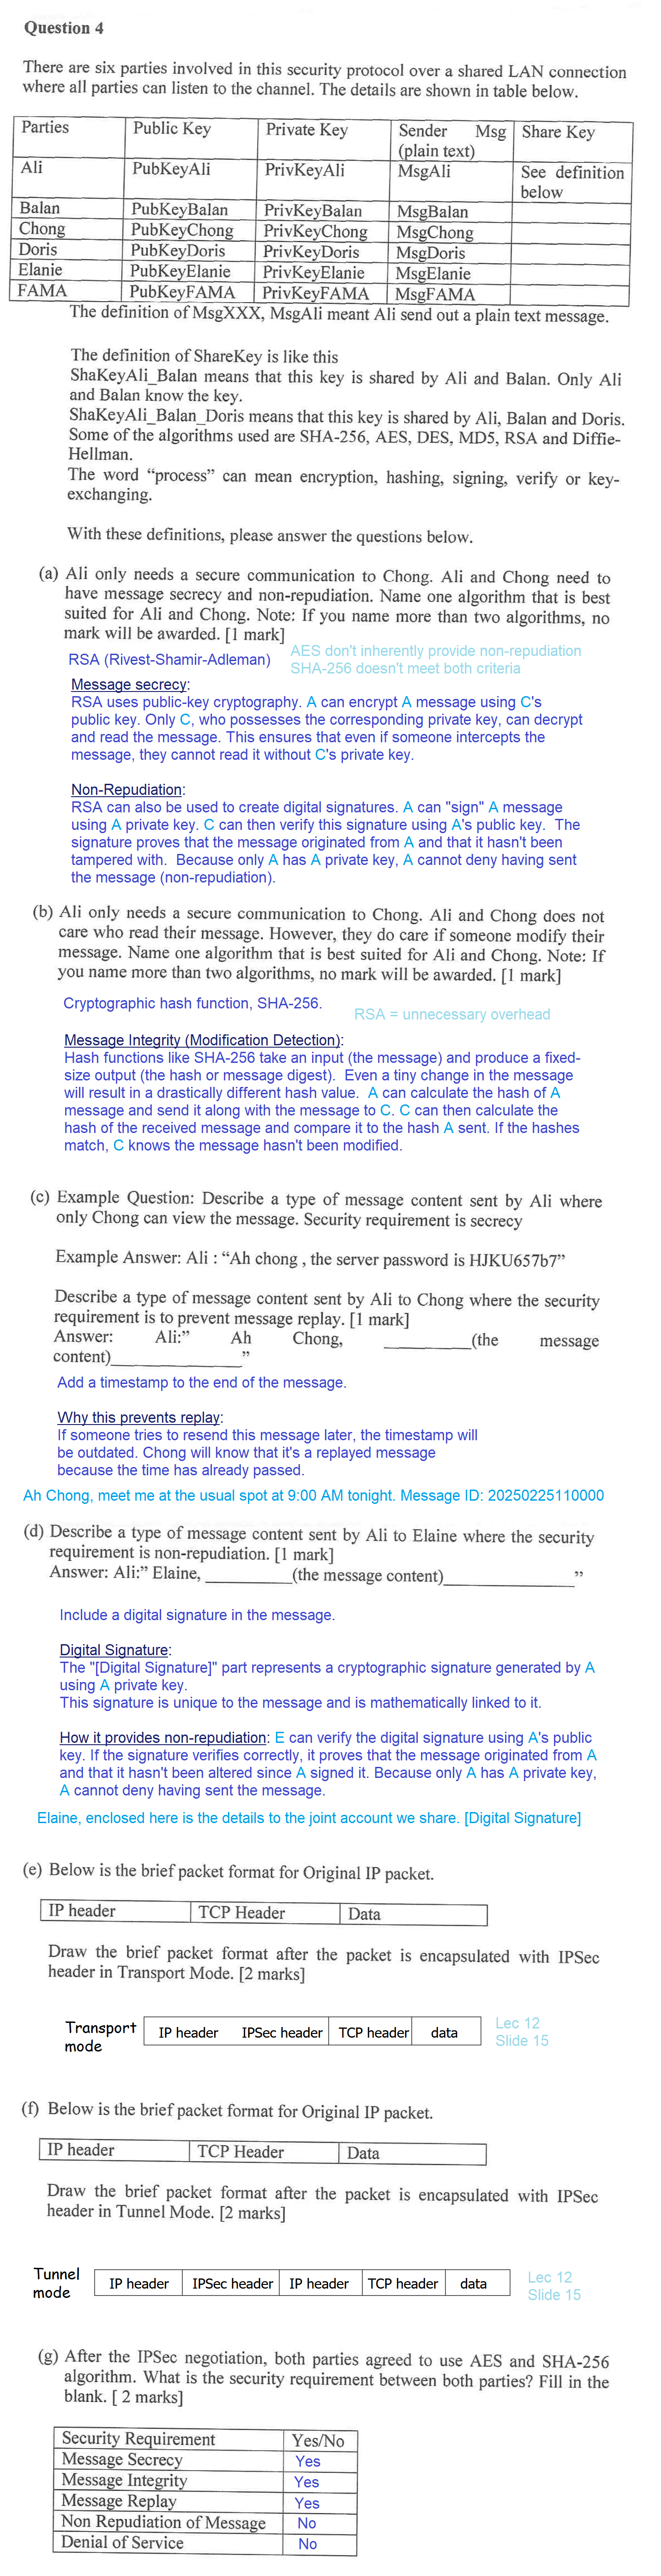 Question 4
There are six parties involved in this security protocol over a shared LAN connection
where all parties can listen to the channel. The details are shown in table below.
Parties Public Key Private Key Sender Msg (plain text) Share Key
Ali PubKeyAli PrivKeyAli MsgAli See definition below
Balan PubKeyBalan PrivKeyBalan MsgBalan
Chong PubKeyChong PrivKeyChong MsgChong
Doris PubKeyDoris PrivKeyDoris MsgDoris
Elanie PubKeyElanie PrivKeyElanie MsgElanie
FAMA PubKeyFAMA PrivKeyFAMA MsgFAMA
The definition of MsgXXX, MsgAli meant Ali send out a plain text message.
The definition of ShareKey is like this
ShaKeyAli_Balan means that this key is shared by Ali and Balan. Only Ali
and Balan know the key.
ShaKeyAli_Balan_Doris means that this key is shared by Ali, Balan and Doris.
Some of the algorithms used are SHA-256, AES, DES, MD5, RSA and Diffie-
Hellman.
The word “process” can mean encryption, hashing, signing, verify or key-
exchanging.
With these definitions, please answer the questions below.
(a) Ali only needs a secure communication to Chong. Ali and Chong need to
have message secrecy and non-repudiation. Name one algorithm that is best
suited for Ali and Chong. Note: If you name more than two algorithms, no
mark will be awarded. [1 mark]
RSA (Rivest-Shamir-Adleman)
AES don't inherently provide non-repudiation
SHA-256 doesn't meet both criteria
Message secrecy:
RSA uses public-key cryptography. A can encrypt A message using C's
public key. Only C, who possesses the corresponding private key, can decrypt
and read the message. This ensures that even if someone intercepts the
message, they cannot read it without C's private key.
Non-Repudiation:
RSA can also be used to create digital signatures. A can "sign" A message
using A private key. C can then verify this signature using A's public key. The
signature proves that the message originated from A and that it hasn't been
tampered with. Because only A has A private key, A cannot deny having sent
the message (non-repudiation).
(b) Ali only needs a secure communication to Chong. Ali and Chong does not
care who read their message. However, they do care if someone modify their
message. Name one algorithm that is best suited for Ali and Chong. Note: If
you name more than two algorithms, no mark will be awarded. [1 mark]
Cryptographic hash function, SHA-256.
RSA = unnecessary overhead
Message Integrity (Modification Detection):
Hash functions like SHA-256 take an input (the message) and produce a fixed-
size output (the hash or message digest). Even a tiny change in the message
will result in a drastically different hash value. A can calculate the hash of A
message and send it along with the message to C. C can then calculate the
hash of the received message and compare it to the hash A sent. If the hashes
match, C knows the message hasn't been modified.
(c) Example Question: Describe a type of message content sent by Ali where
only Chong can view the message. Security requirement is secrecy
Example Answer: Ali : “Ah chong , the server password is HJKU657b7”
Describe a type of message content sent by Ali to Chong where the security
requirement is to prevent message replay. [1 mark]
Answer: Ali:” Ah Chong, __________(the message
content)_______________”
Add a timestamp to the end of the message.
Why this prevents replay:
If someone tries to resend this message later, the timestamp will
be outdated. Chong will know that it's a replayed message
because the time has already passed.
Ah Chong, meet me at the usual spot at 9:00 AM tonight. Message ID: 20250225110000
(d) Describe a type of message content sent by Ali to Elaine where the security
requirement is non-repudiation. [1 mark]
Answer: Ali:” Elaine, __________(the message content)_______________”
Include a digital signature in the message.
Digital Signature:
The "[Digital Signature]" part represents a cryptographic signature generated by A
using A private key.
This signature is unique to the message and is mathematically linked to it.
How it provides non-repudiation: E can verify the digital signature using A's public
key. If the signature verifies correctly, it proves that the message originated from A
and that it hasn't been altered since A signed it. Because only A has A private key,
A cannot deny having sent the message.
Elaine, enclosed here is the details to the joint account we share. [Digital Signature]
(e) Below is the brief packet format for Original IP packet.
IP header TCP Header Data
Draw the brief packet format after the packet is encapsulated with IPSec
header in Transport Mode. [2 marks]
Transport mode IP header IPSec header TCP header data
Lec 12
Slide 15
(f) Below is the brief packet format for Original IP packet.
IP header TCP Header Data
Draw the brief packet format after the packet is encapsulated with IPSec
header in Tunnel Mode. [2 marks]
Tunnel mode IP header IPSec header IP header TCP header data
Lec 12
Slide 15
(g) After the IPSec negotiation, both parties agreed to use AES and SHA-256
algorithm. What is the security requirement between both parties? Fill in the
blank. [ 2 marks]
Security Requirement Yes/No
Message Secrecy Yes
Message Integrity Yes
Message Replay Yes
Non Repudiation of Message No
Denial of Service No